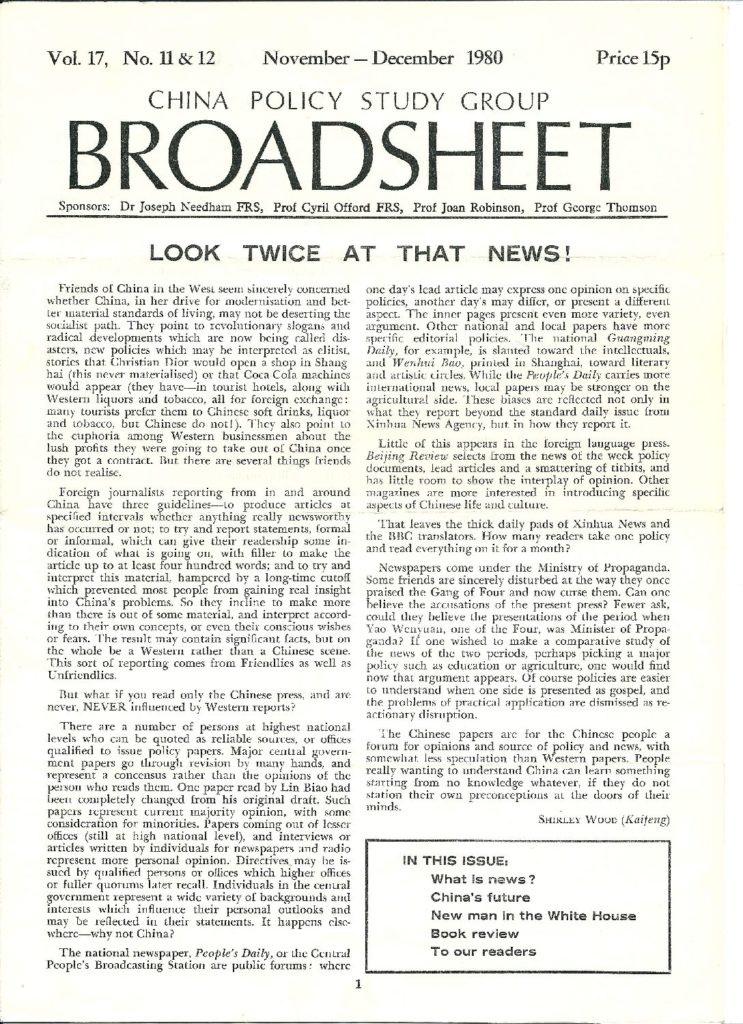 Vol. 17, No. 11 & 12 November — December 1980 Price 15p
CHINA POLICY STUDY GROUP
BROADSHEET
Sponsors: Dr Joseph Needham FRS, Prof Cyril Offord FRS, Prof Joan Robinson, Prof George Thomson
LOOK TWICE AT THAT NEWS!
Friends of China in the West seem sincerely concerned
whether China, in her drive for modernisation and bet-
ter material standards of living, may not be deserting the
socialist path. They point to revolutionary slogans and
radical developments which are now being called dis-
asters, new policies which may be interpreted as elitist,
stories that Christian Dior would open a shop in Shang-
hai (this never materialised) or that Coca Cola machines
would appear (they have—in tourist hotels, along with
Western liquors and tobacco, all for foreign exchange:
many tourists prefer them to Chinese soft drinks, liquor
and tobacco, but Chinese do not!). They also point to
the euphoria among Western businessmen about the
lush profits they were going to take out of China once
they got a contract. But there are several things friends
do not realise.
Foreign journalists reporting from in and around
China have three guidelines—to produce articles at
specified intervals whether anything really newsworthy
has occurred or not; to try and report statements, formal
or informal, which can give their readership some in-
dication of what is going on, with filler to make the
article up to at least four hundred words; and to try and
interpret this material, hampered by a long-time cutoff
which prevented most people from gaining real insight
into China's problems. So they incline to make more
than there is out of some material, and interpret accord-
ing to their own concepts, or even their conscious wishes
or fears. The result may contain significant facts, but on
the whole be a Western rather than a Chinese scene.
This sort of reporting comes from Friendlies as well as
Unfriendlies.
But what if you read only the Chinese press, and are
never, NEVER influenced by Western reports?
There are a number of persons at highest national
levels who can be quoted as reliable sources, or offices
qualified to issue policy papers. Major central govern-
ment papers go through revision by many hands, and
represent a concensus rather than the opinions of the
person who reads them. One paper read by Lin Biao had
been completely changed from his original draft. Such
papers represent current majority opinion, with some
consideration for minorities. Papers coming out of lesser
offices (still at high national level), and interviews or
articles written by individuals for newspapers and radio
represent more personal opinion. Directives may be is-
sued by qualified persons or offices which higher offices
or fuller quorums later recall. Individuals in the central
government represent a wide variety of backgrounds and
interests which influence their personal outlooks and
may be reflected in their statements. It happens else-
where—why not China?
The national newspaper, People's Daily, or the Central
People's Broadcasting Station are public forums: where
one day's lead article may express one opinion on specific
policies, another day's may differ, or present a different
aspect. The inner pages present even more variety, even
argument. Other national and local papers have more
specific editorial policies. The national Guangming
Daily, for example, is slanted toward the intellectuals,
and Wenhui Bao, printed in Shanghai, toward literary
and artistic circles. While the People's Daily carries more
international news, local papers may be stronger on the
agricultural side. These biases are reflected not only in
what they report beyond the standard daily issue from
Xinhua News Agency, but in how they report it.
Little of this appears in the foreign language press.
Beijing Review selects from the news of the week policy
documents, lead articles and a smattering of titbits, and
has little room to show the interplay of opinion. Other
magazines are more interested in introducing specific
aspects of Chinese life and culture.
That leaves the thick daily pads of Xinhua News and
the BBC translators. How many readers take one policy
and read everything on it for a month?
Newspapers come under the Ministry of Propaganda.
Some friends are sincerely disturbed at the way they once
praised the Gang of Four and now curse them. Can one
believe the accusations of the present press? Fewer ask,
could they believe the presentations of the period when
Yao Wenyuan, one of the Four, was Minister of Propa-
ganda? If one wished to make a comparative study of
the news of the two periods, perhaps picking a major
policy such as education or agriculture, one would find
now that argument appears. Of course policies are easier
to understand when one side is presented as gospel, and
the problems of practical application are dismissed as re-
actionary disruption.
The Chinese papers are for the Chinese people a
forum for opinions and source of policy and news, with
somewhat less speculation than Western papers. People
really wanting to understand China can learn something
starting from no knowledge whatever, if they do not
station their own preconceptions at the doors of their
minds.
SHIRLEY WOOD (Kaifeng)
IN THIS ISSUE:
What is news?
China's future
New man in the White House
Book review
To our readers
1